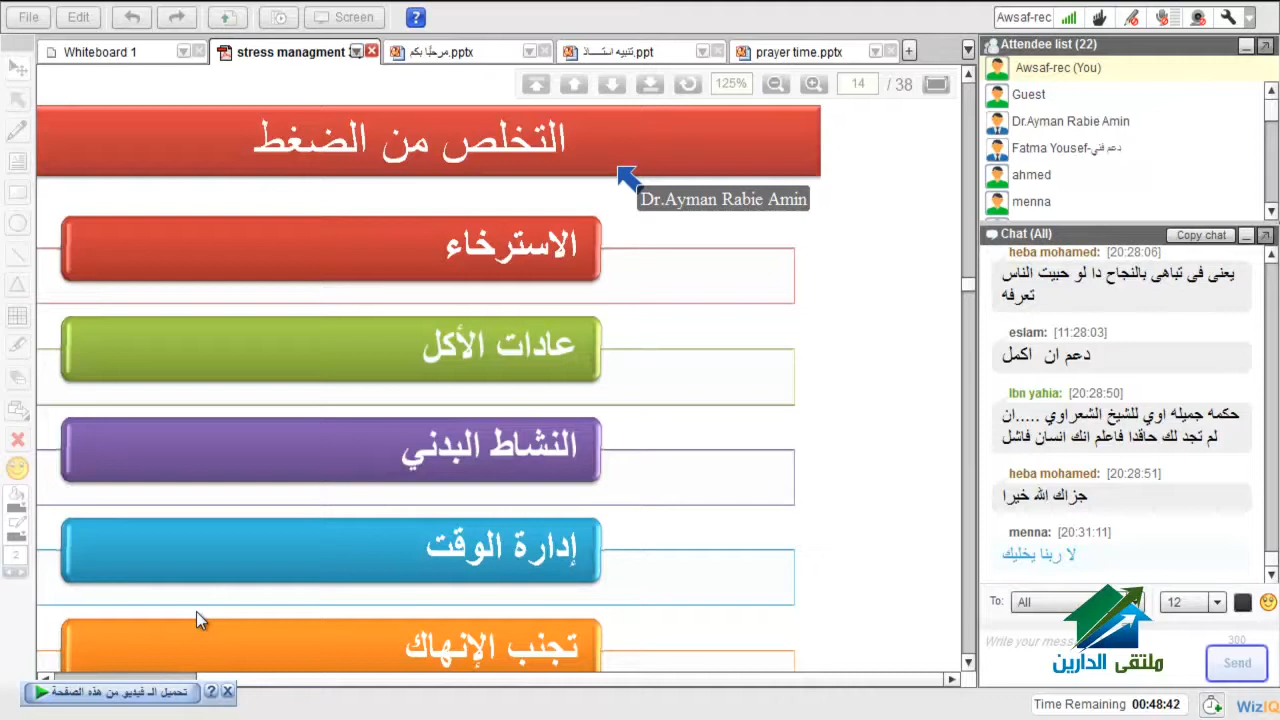 File
Edit
Screen
?
Awsaf-rec
Whiteboard 1
stress managment
مرحبًا بكم.pptx
تنبيه استـــــاذ.ppt
prayer time.pptx
125%
14
/ 38
التخلص من الضغط
Dr.Ayman Rabie Amin
الاسترخاء
عادات الأكل
النشاط البدني
إدارة الوقت
تجنب الإنهاك
2
Attendee list (22)
Awsaf-rec (You)
Guest
Dr.Ayman Rabie Amin
Fatma Yousef-دعم فني
ahmed
menna
Chat (All)
Copy chat
heba mohamed: [20:28:06]
يعنى فى تباهى بالنجاح دا لو حبيت الناس
تعرفه
eslam: [11:28:03]
دعم ان اكمل
Ibn yahia: [20:28:50]
حكمه جميله اوي للشيخ الشعراوي .....ان
لم تجد لك حاقدا فاعلم انك انسان فاشل
heba mohamed: [20:28:51]
جزاك الله خيرا
menna: [20:31:11]
لا ربنا يخليك
To:
All
12
Write your mess
300
ملتقى الدارين
Send
تحميل الـ فيديو من هذه الصفحة
?
Time Remaining 00:48:42
WizIQ